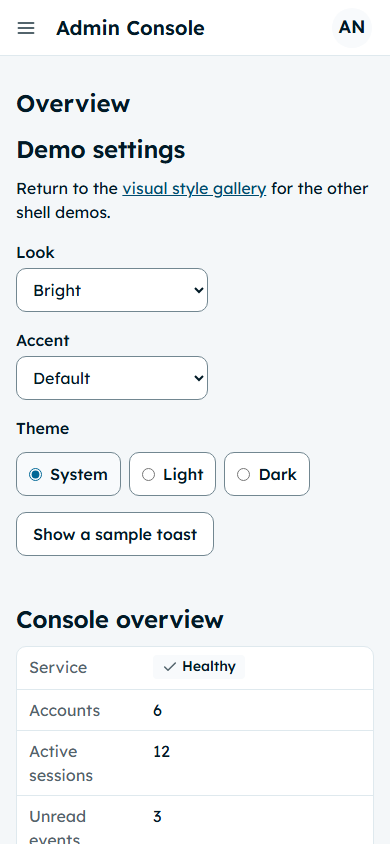 Admin Console
AN
Overview
Demo settings
Return to the visual style gallery for the other
shell demos.
Look
Bright
Accent
Default
Theme
System
Light
Dark
Show a sample toast
Console overview
Service
Healthy
Accounts
6
Active
sessions
12
Unread
events
3